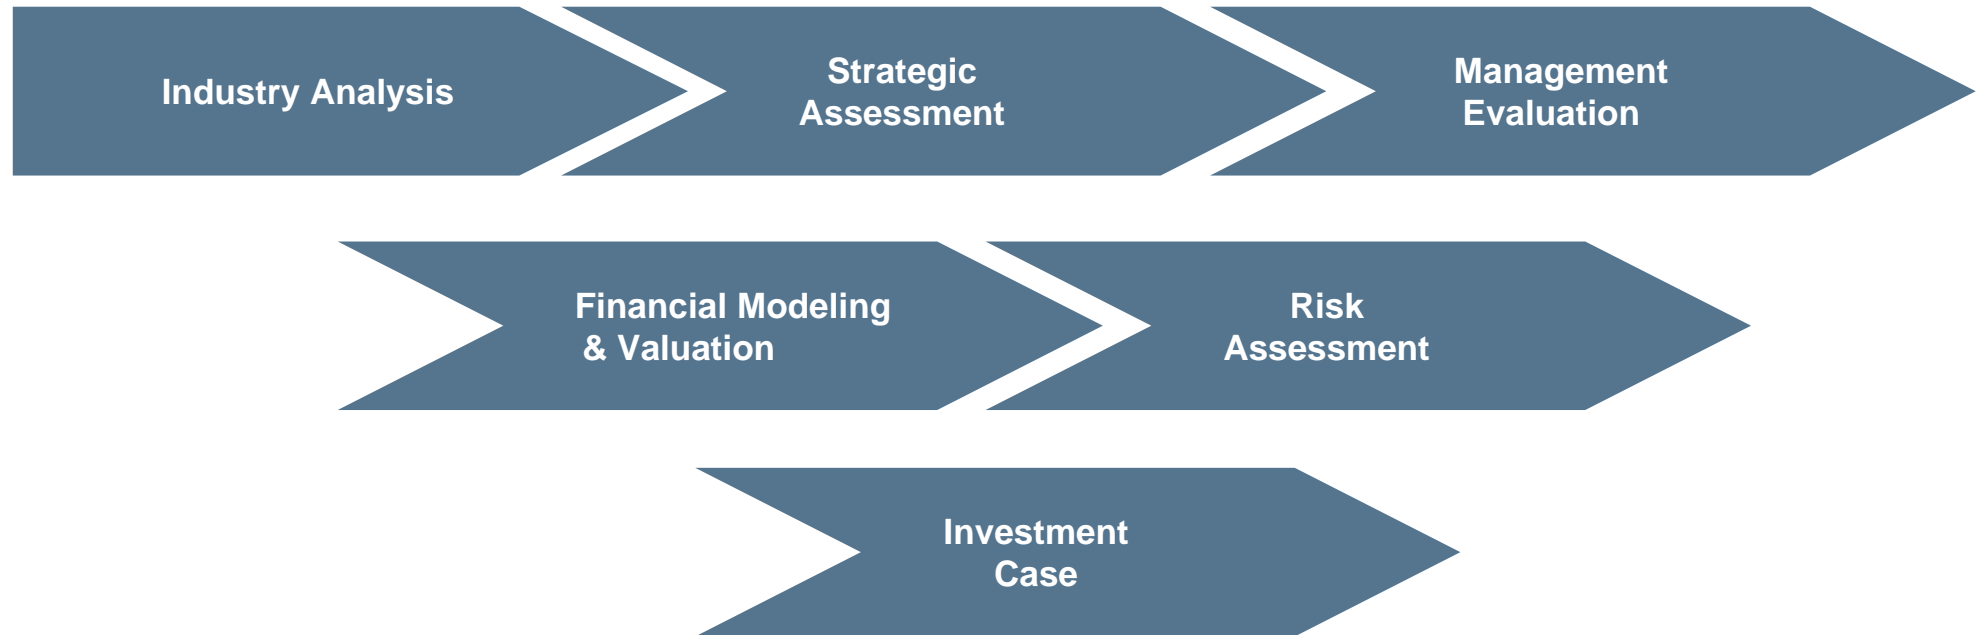 Industry Analysis
Strategic
Assessment
Management
Evaluation
Financial Modeling
& Valuation
Risk
Assessment
Investment
Case